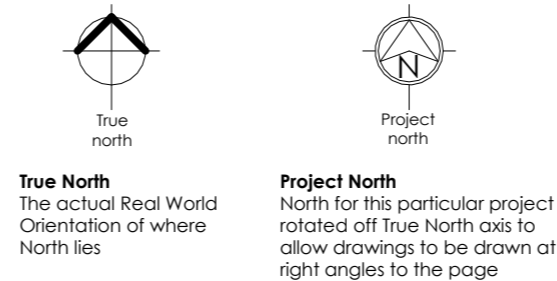 True
north
True North
The actual Real World
Orientation of where
North lies
N
Project
north
Project North
North for this particular project
rotated off True North axis to
allow drawings to be drawn at
right angles to the page